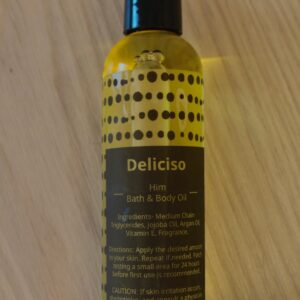 Deliciso
Him
Bath & Body Oil
Ingredients- Medium Chain
Triglycerides, Jojoba Oil, Argan Oil,
Vitamin E, Fragrance.
Directions: Apply the desired amount
to your skin. Repeat if needed. Patch
testing a small area for 24 hours
before first use is recommended.
CAUTION: If skin irritation occurs,